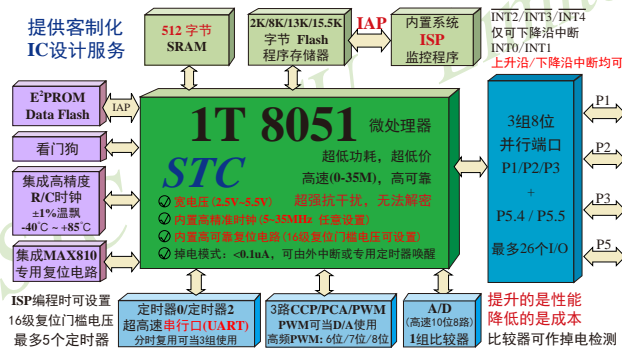 提供客制化
IC设计服务
512 字节
SRAM
2K/8K/13K/15.5K
字节 Flash
程序存储器
IAP
内置系统
ISP
监控程序
INT2/INT3/INT4
仅可下降沿中断
INT0/INT1
上升沿/下降沿中断均可
E²PROM
Data Flash
IAP
看门狗
集成高精度
R/C时钟
±1%温飘
-40℃ ~ +85℃
集成MAX810
专用复位电路
1T 8051 微处理器
STC
超低功耗，超低价
高速(0-35M)，高可靠
宽电压(2.5V~5.5V)
超强抗干扰，无法解密
内置高精准时钟(5~35MHz 任意设置)
内置高可靠复位电路(16级复位门槛电压可设置)
掉电模式：<0.1uA，可由外中断或专用定时器唤醒
3组8位
并行端口
P1/P2/P3
+
P5.4 / P5.5
最多26个I/O
P1
P2
P3
P5
ISP编程时可设置
16级复位门槛电压
最多5个定时器
定时器0/定时器2
超高速串行口(UART)
分时复用可当3组使用
3路CCP/PCA/PWM
PWM可当D/A使用
高频PWM: 6位/7位/8位
A/D
(高速10位8路)
1组比较器
提升的是性能
降低的是成本
比较器可作掉电检测